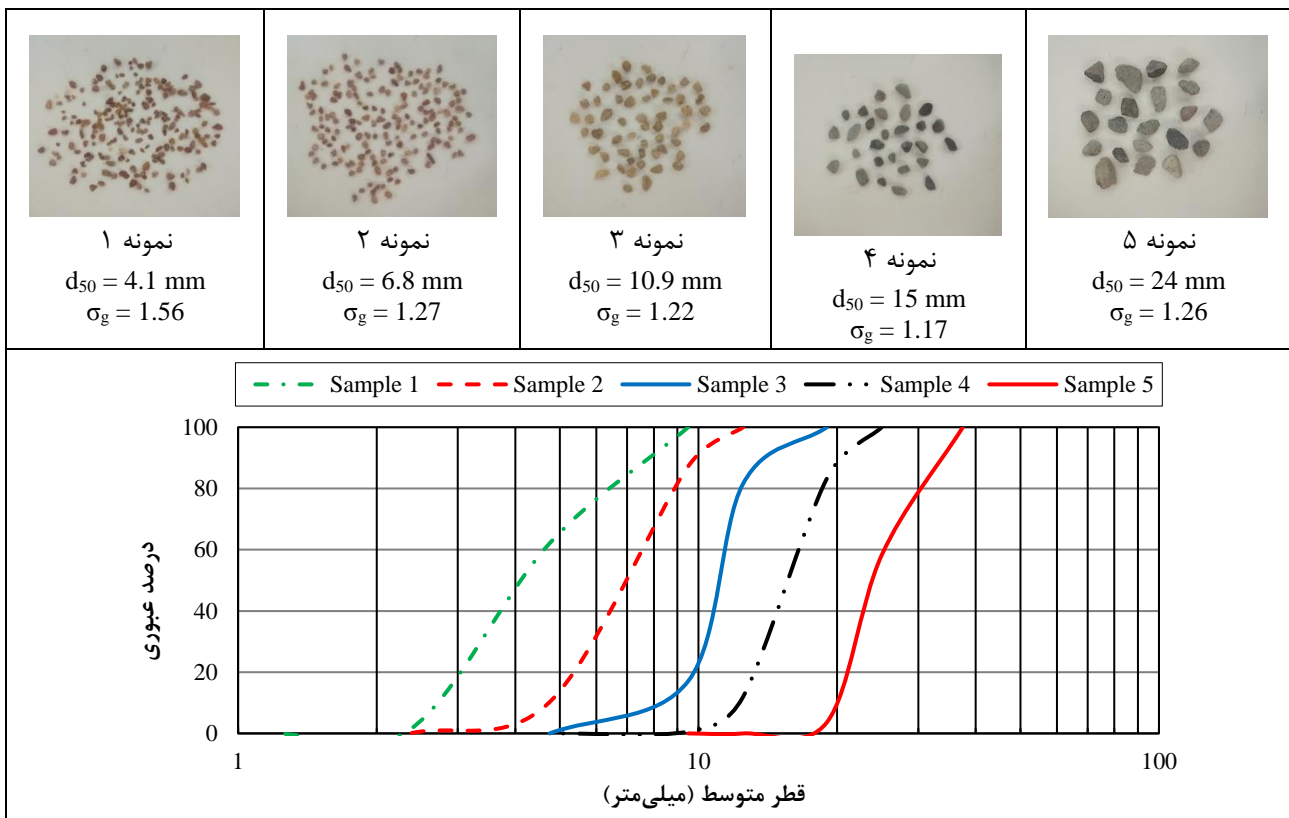 نمونه ۱
d50 = 4.1 mm
σg = 1.56
نمونه ۲
d50 = 6.8 mm
σg = 1.27
نمونه ۳
d50 = 10.9 mm
σg = 1.22
نمونه ۴
d50 = 15 mm
σg = 1.17
نمونه ۵
d50 = 24 mm
σg = 1.26
Sample 1 Sample 2 Sample 3 Sample 4 Sample 5
100
80
60
40
20
0
درصد عبوری
1 10 100
قطر متوسط (میلی‌متر)